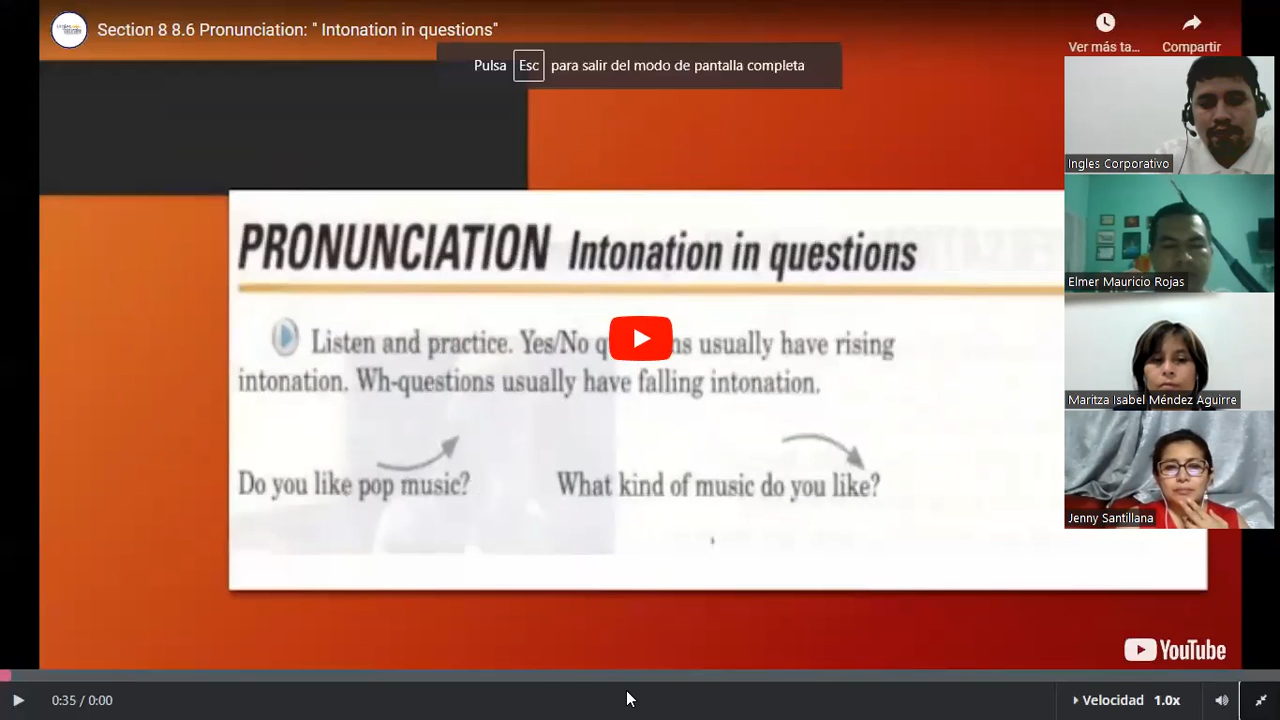 Section 8 8.6 Pronunciation: " Intonation in questions"
Ver más ta...
Compartir
Pulsa Esc para salir del modo de pantalla completa
Ingles Corporativo
PRONUNCIATION Intonation in questions
Elmer Mauricio Rojas
Listen and practice. Yes/No usually have rising
intonation. Wh-questions usually have falling intonation.
Maritza Isabel Méndez Aguirre
Do you like pop music?
What kind of music do you like?
Jenny Santillana
YouTube
0:35 / 0:00
Velocidad 1.0x